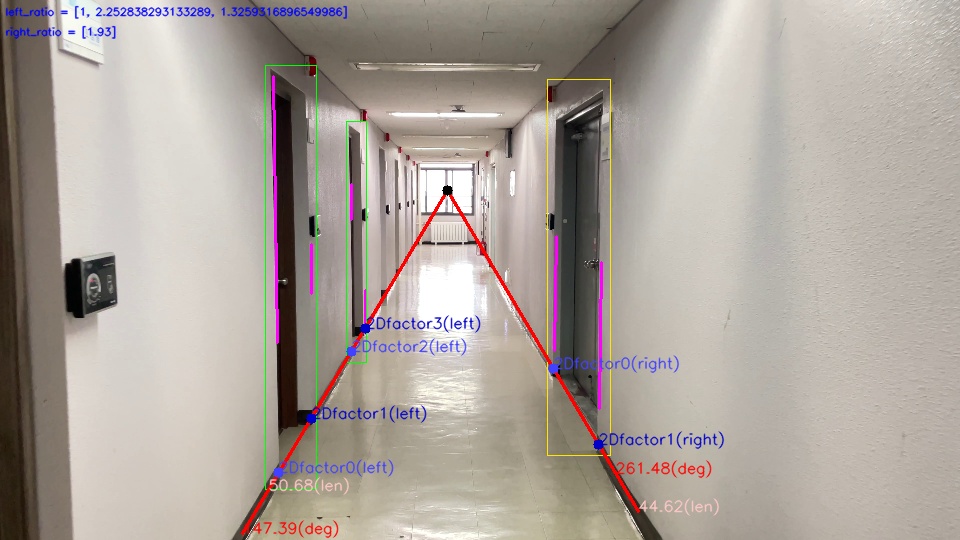 left_ratio = [1, 2.252838293133289, 1.3259316896549986]
right_ratio = [1.93]
2Dfactor3(left)
2Dfactor2(left)
2Dfactor0(right)
2Dfactor1(left)
2Dfactor1(right)
2Dfactor0(left)
261.48(deg)
50.68(len)
44.62(len)
47.39(deg)